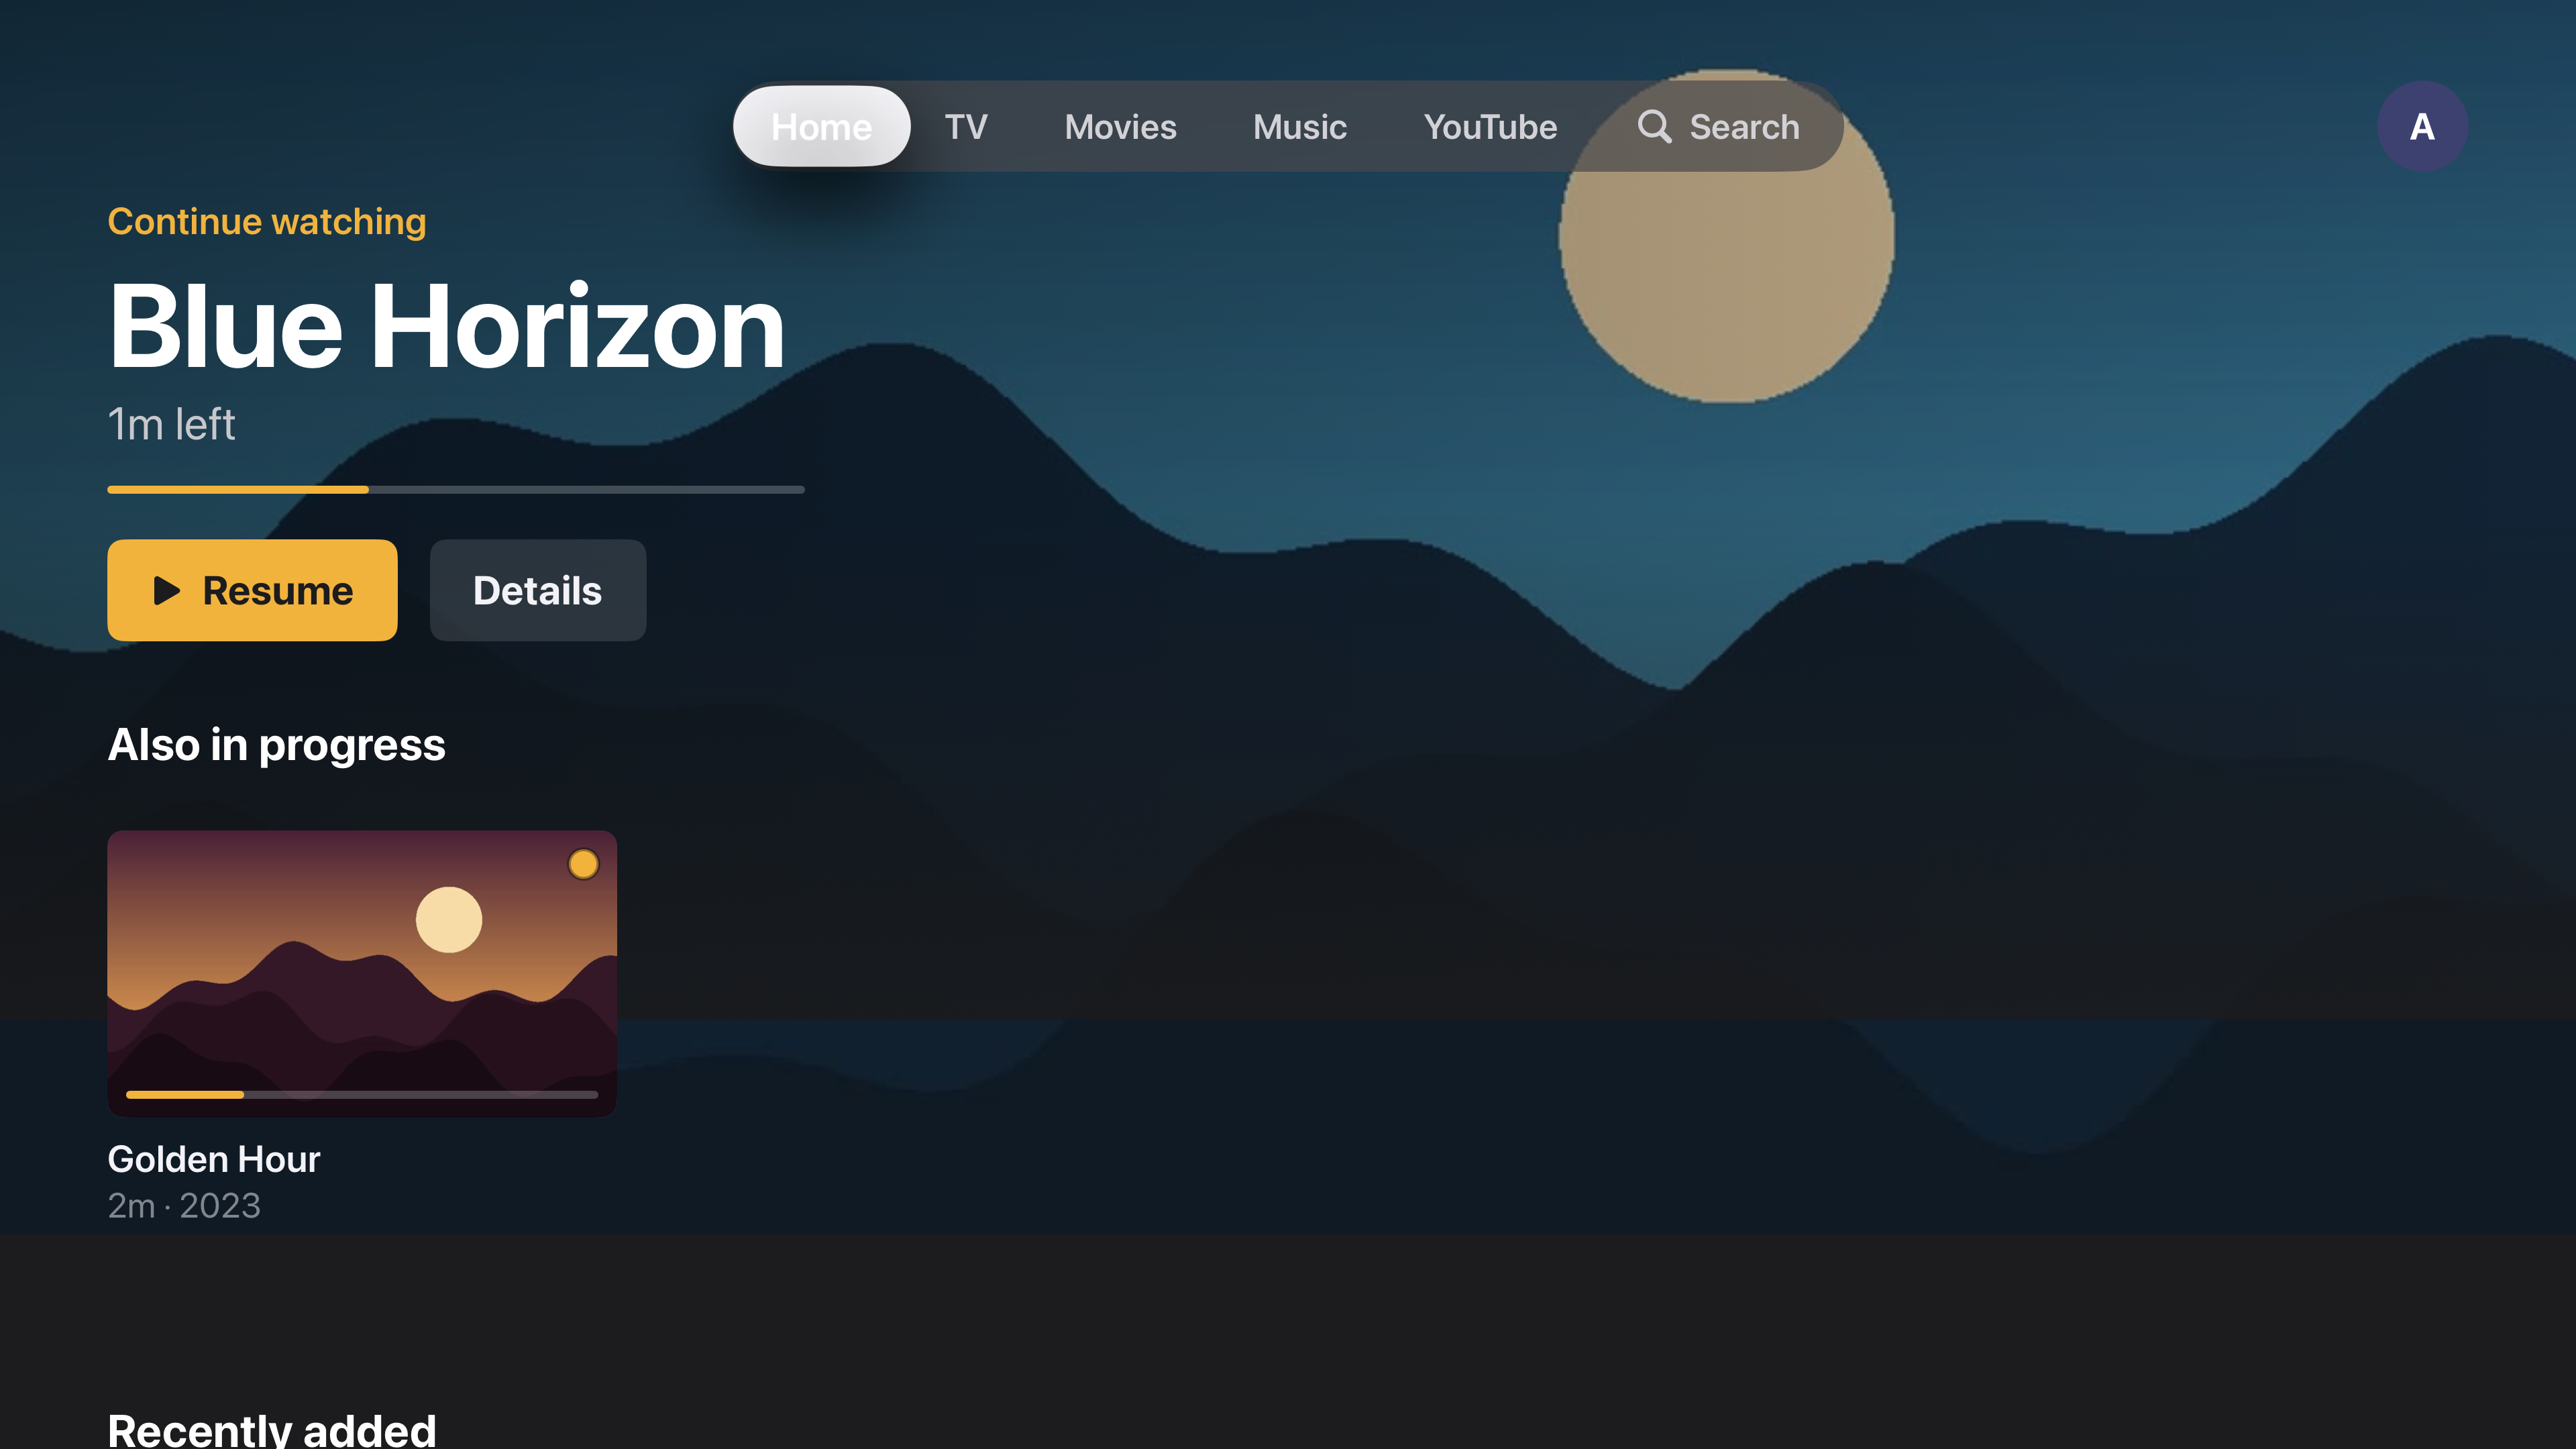 Home TV Movies Music YouTube Search A
Continue watching
Blue Horizon
1m left
Resume Details
Also in progress
Golden Hour
2m · 2023
Recently added